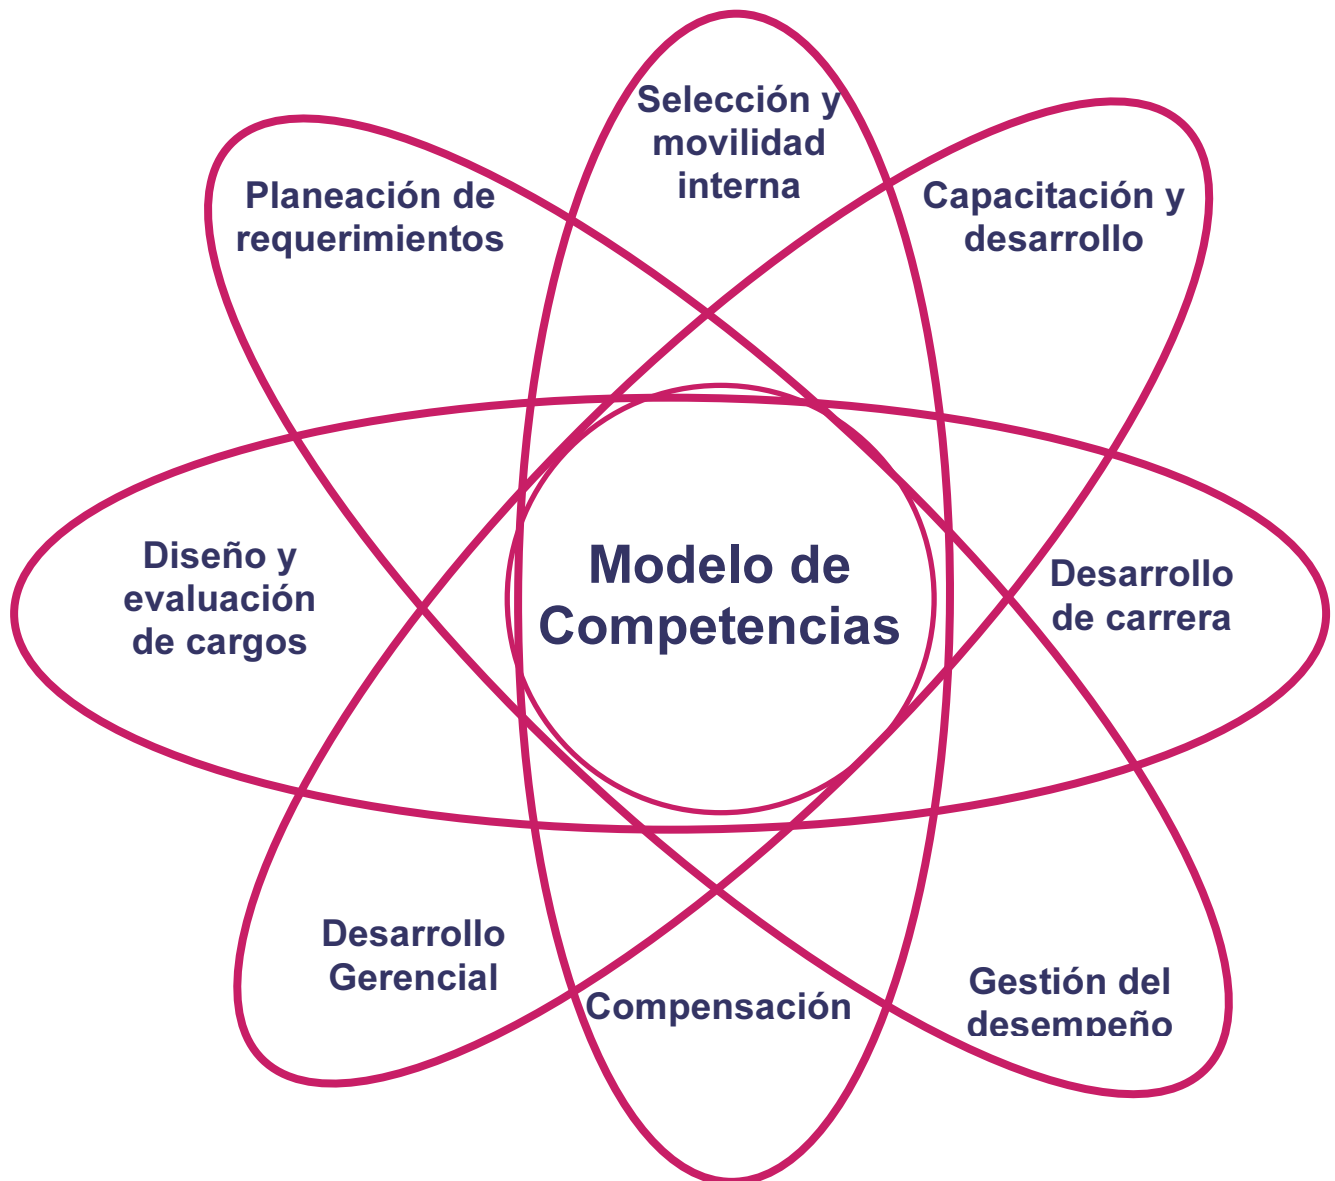 Selección y
movilidad
interna
Planeación de
requerimientos
Capacitación y
desarrollo
Diseño y
evaluación
de cargos
Modelo de
Competencias
Desarrollo
de carrera
Desarrollo
Gerencial
Compensación
Gestión del
desempeño